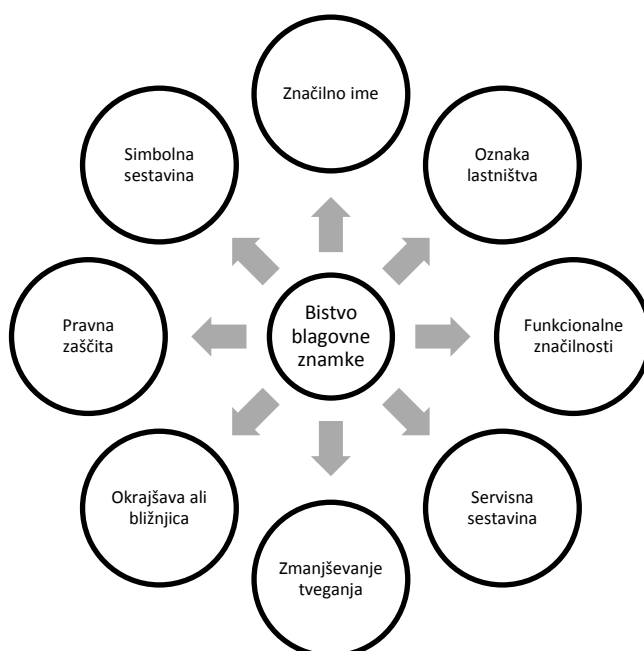 Značilno ime
Simbolna
sestavina
Oznaka
lastništva
Pravna
zaščita
Bistvo
blagovne
znamke
Funkcionalne
značilnosti
Okrajšava ali
bližnjica
Servisna
sestavina
Zmanjševanje
tveganja